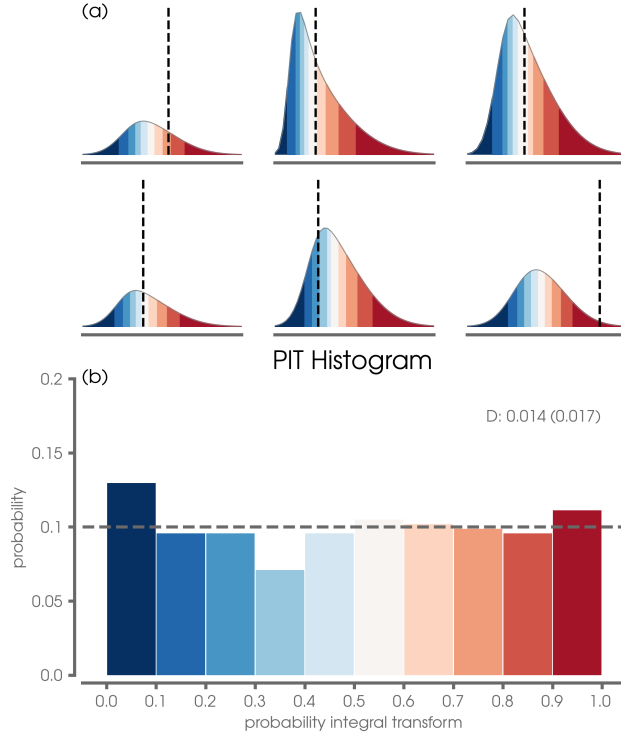 (a)
PIT Histogram
(b)
D: 0.014 (0.017)
probability
0.2
0.15
0.1
0.05
0.0
0.0 0.1 0.2 0.3 0.4 0.5 0.6 0.7 0.8 0.9 1.0
probability integral transform